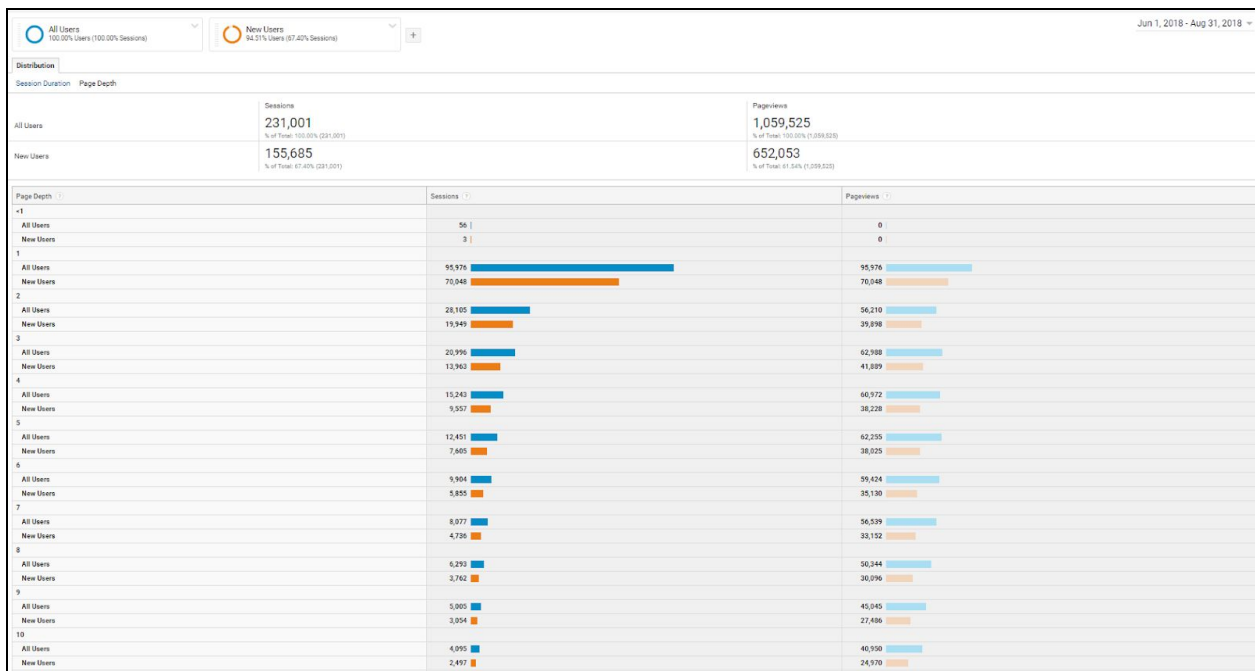 All Users
100.00% Users (100.00% Sessions)
New Users
94.51% Users (67.40% Sessions)
+
Jun 1, 2018 - Aug 31, 2018
Distribution
Session Duration Page Depth
Sessions Pageviews
All Users 231,001 1,059,525
% of Total: 100.00% (231,001) % of Total: 100.00% (1,059,525)
New Users 155,685 652,053
% of Total: 67.40% (231,001) % of Total: 61.54% (1,059,525)
Page Depth ? Sessions ? Pageviews ?
<1
All Users 56 0
New Users 3 0
1
All Users 95,976 95,976
New Users 70,048 70,048
2
All Users 28,105 56,210
New Users 19,949 39,898
3
All Users 20,996 62,988
New Users 13,963 41,889
4
All Users 15,243 60,972
New Users 9,557 38,228
5
All Users 12,451 62,255
New Users 7,605 38,025
6
All Users 9,904 59,424
New Users 5,855 35,130
7
All Users 8,077 56,539
New Users 4,736 33,152
8
All Users 6,293 50,344
New Users 3,762 30,096
9
All Users 5,005 45,045
New Users 3,054 27,486
10
All Users 4,095 40,950
New Users 2,497 24,970